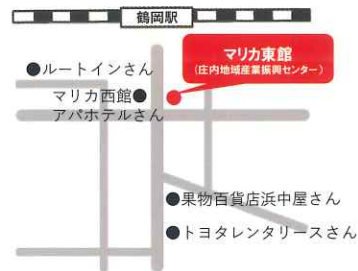 鶴岡駅
マリカ東館
(庄内地域産業振興センター)
●ルートインさん
マリカ西館●
アパホテルさん
●果物百貨店浜中屋さん
●トヨタレンタリースさん